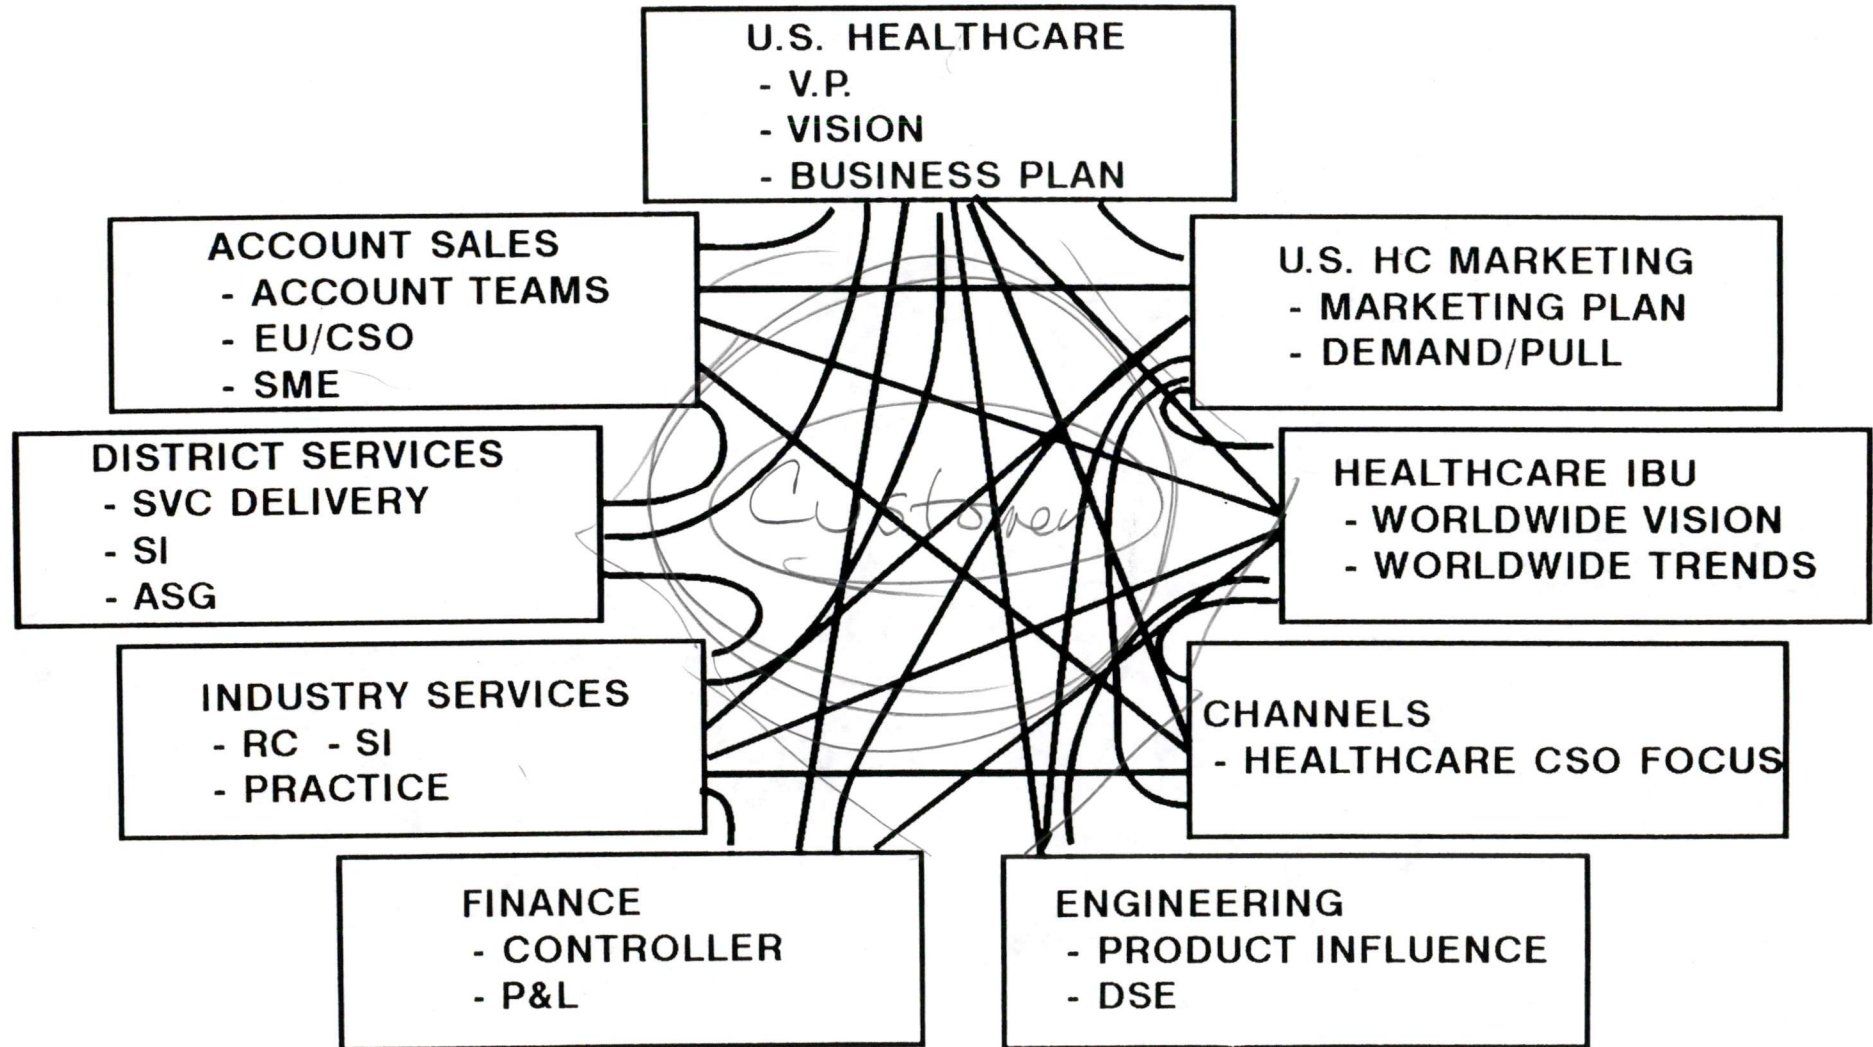 U.S. HEALTHCARE
- V.P.
- VISION
- BUSINESS PLAN
ACCOUNT SALES
- ACCOUNT TEAMS
- EU/CSO
- SME
U.S. HC MARKETING
- MARKETING PLAN
- DEMAND/PULL
DISTRICT SERVICES
- SVC DELIVERY
- SI
- ASG
Customer
HEALTHCARE IBU
- WORLDWIDE VISION
- WORLDWIDE TRENDS
INDUSTRY SERVICES
- RC - SI
- PRACTICE
CHANNELS
- HEALTHCARE CSO FOCUS
FINANCE
- CONTROLLER
- P&L
ENGINEERING
- PRODUCT INFLUENCE
- DSE